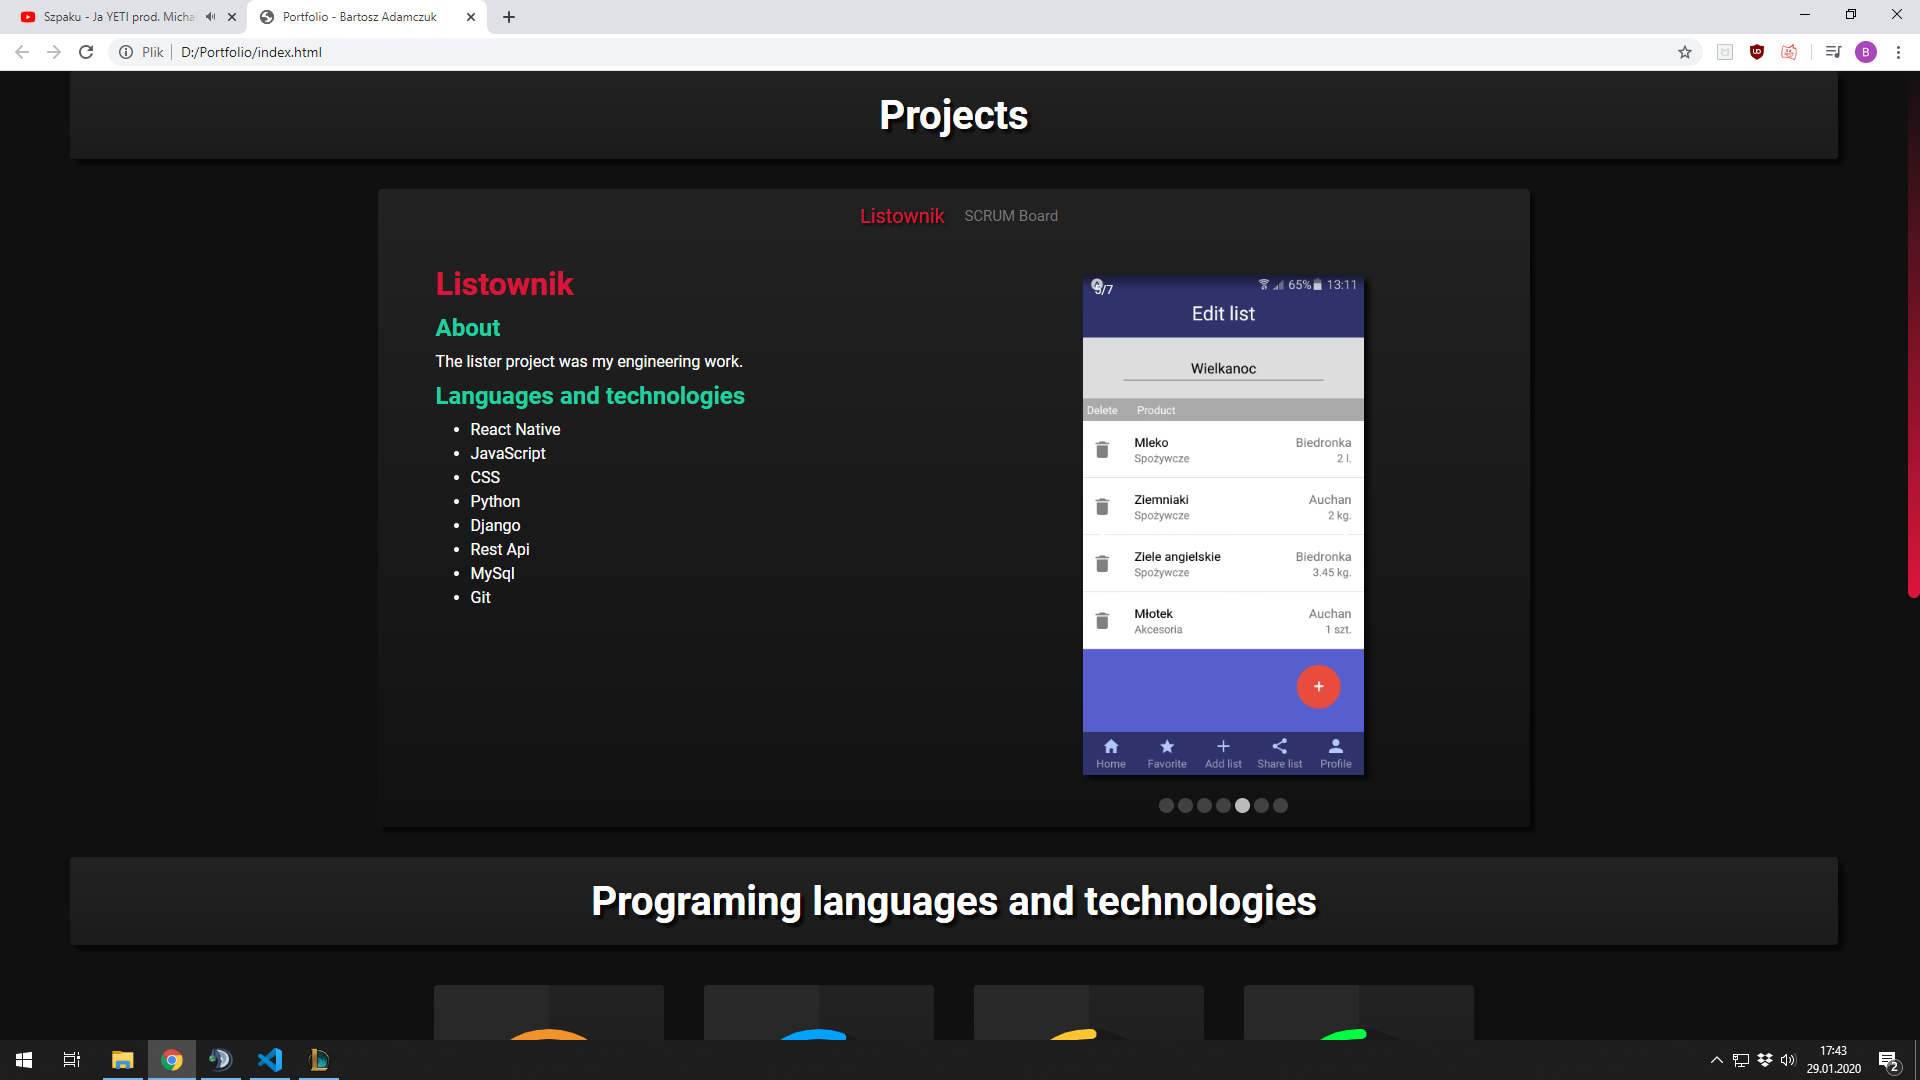 Szpaku - Ja YETI prod. Micha
Portfolio - Bartosz Adamczuk
Plik
D:/Portfolio/index.html
B
Projects
Listownik
SCRUM Board
Listownik
About
The lister project was my engineering work.
Languages and technologies
• React Native
• JavaScript
• CSS
• Python
• Django
• Rest Api
• MySql
• Git
5/7
65%
13:11
Edit list
Wielkanoc
Delete Product
Mleko Biedronka
Spożywcze 2 l.
Ziemniaki Auchan
Spożywcze 2 kg.
Ziele angielskie Biedronka
Spożywcze 3.45 kg.
Młotek Auchan
Akcesoria 1 szt.
+
Home Favorite Add list Share list Profile
Programing languages and technologies
17:43
29.01.2020
2